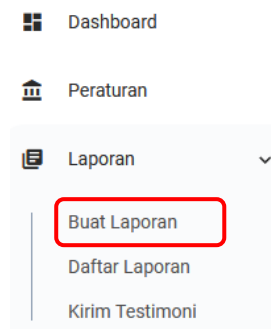 Dashboard
Peraturan
Laporan
Buat Laporan
Daftar Laporan
Kirim Testimoni